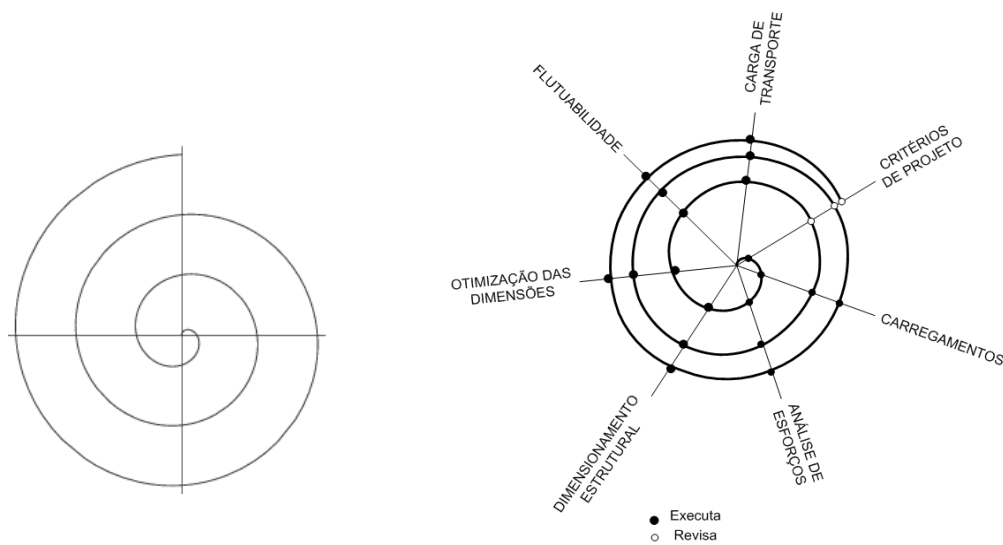 CARGA DE
TRANSPORTE
FLUTUABILIDADE
CRITÉRIOS
DE PROJETO
OTIMIZAÇÃO DAS
DIMENSÕES
CARREGAMENTOS
DIMENSIONAMENTO
ESTRUTURAL
ANÁLISE DE
ESFORÇOS
Executa
Revisa